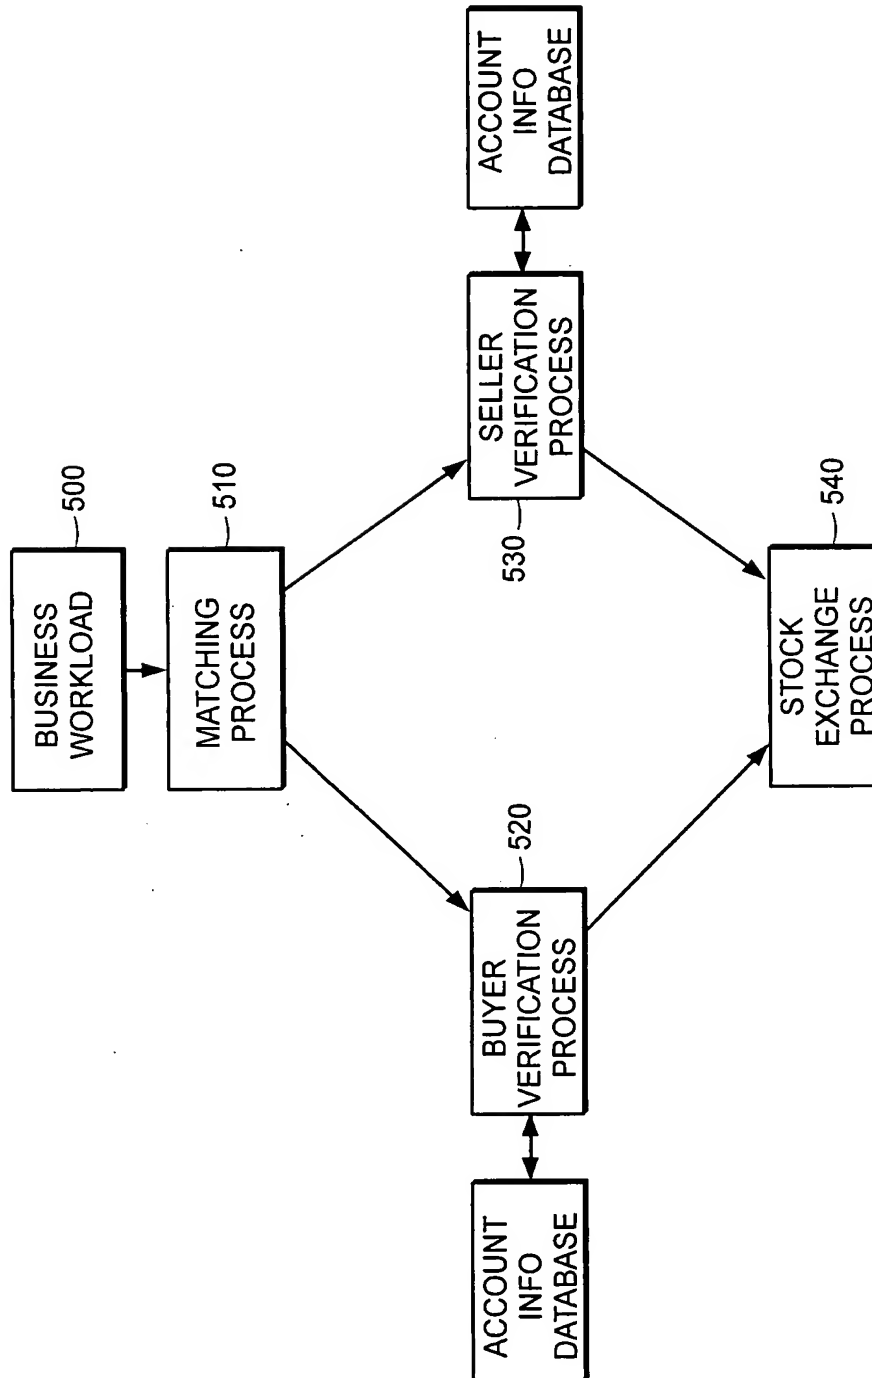 BUSINESS
WORKLOAD
500
MATCHING
PROCESS
510
ACCOUNT
INFO
DATABASE
BUYER
VERIFICATION
PROCESS
520
SELLER
VERIFICATION
PROCESS
530
ACCOUNT
INFO
DATABASE
STOCK
EXCHANGE
PROCESS
540